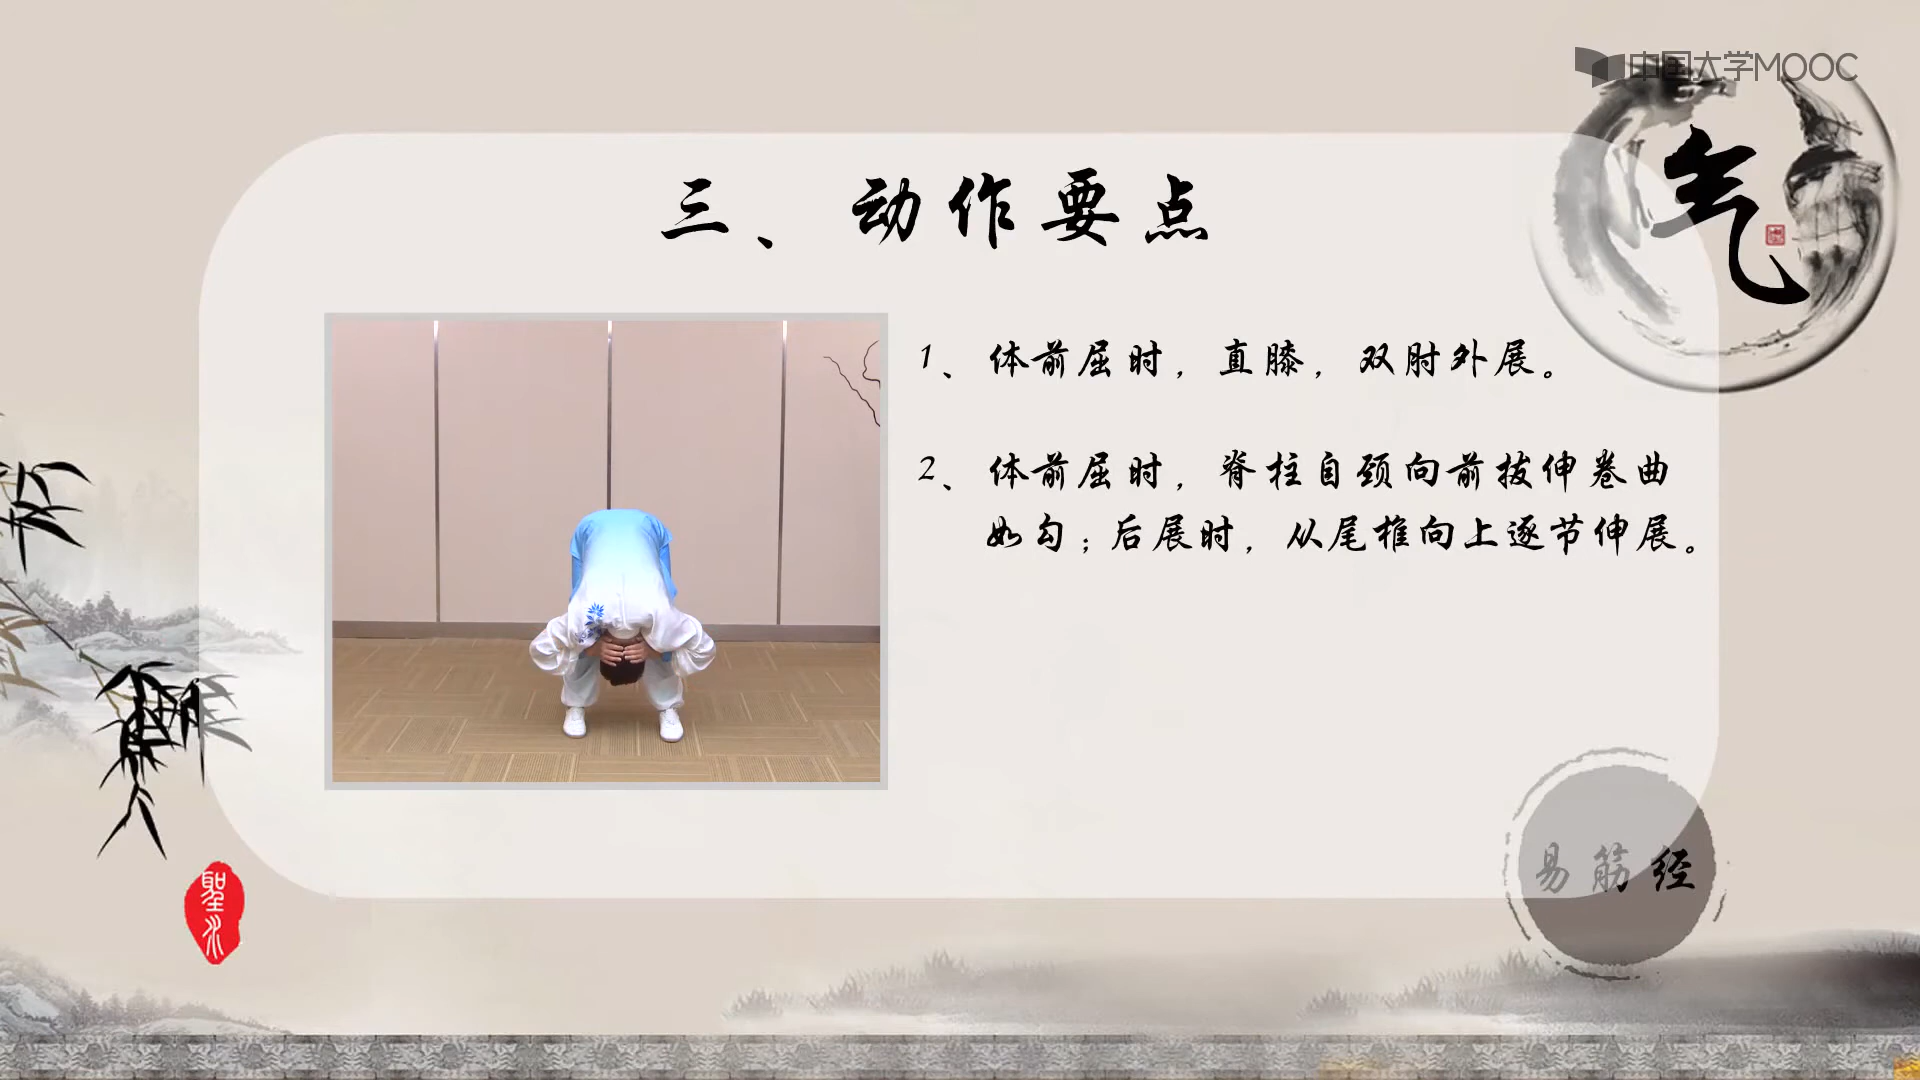 中国大学MOOC
气
三、动作要点
1、体前屈时，直膝，双肘外展。
2、体前屈时，脊柱自颈向前拔伸卷曲
如勾；后展时，从尾椎向上逐节伸展。
易筋经
聖水